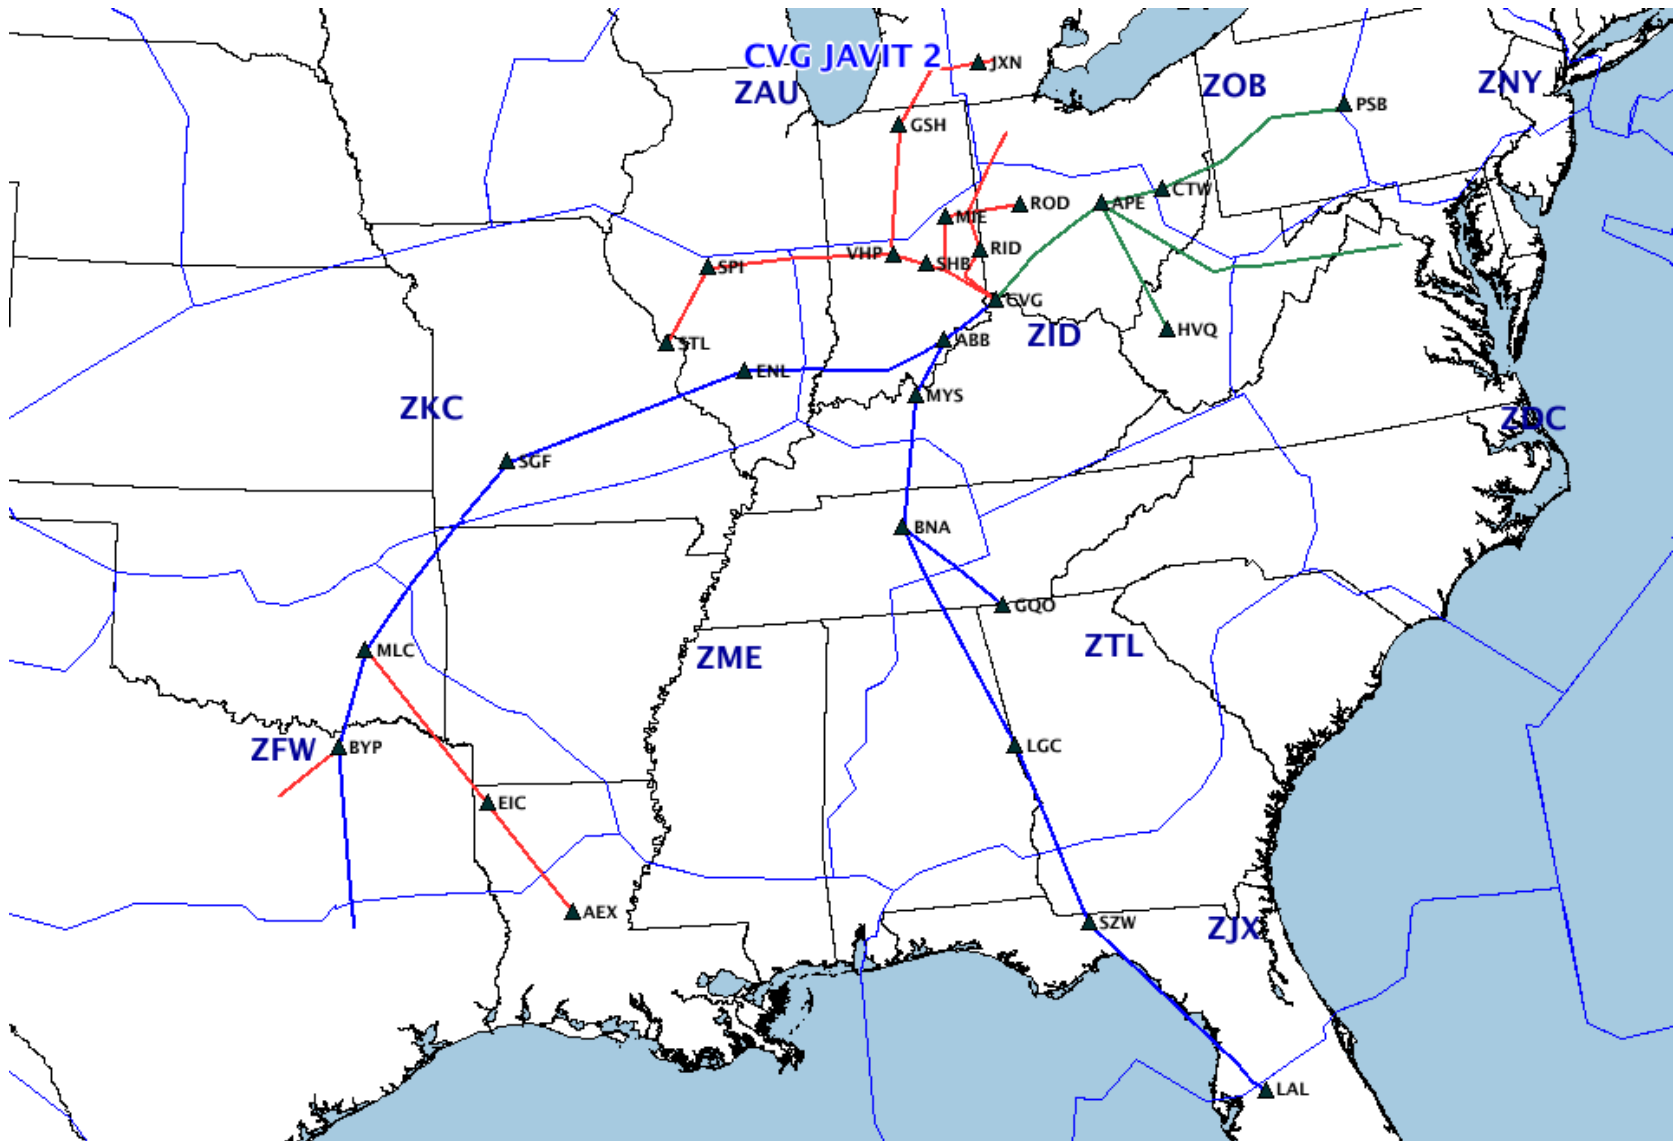 CVG JAVIT 2
JXN
ZAU
ZOB
ZNY
PSB
GSH
CTW
ROD
APE
MIE
RID
VHP
SHB
SPI
CVG
HVQ
ZID
STL
ABB
ENL
MYS
ZKC
ZDC
SGF
BNA
GQO
MLC
ZME
ZTL
ZFW
BYP
LGC
EIC
AEX
SZW
ZJX
LAL